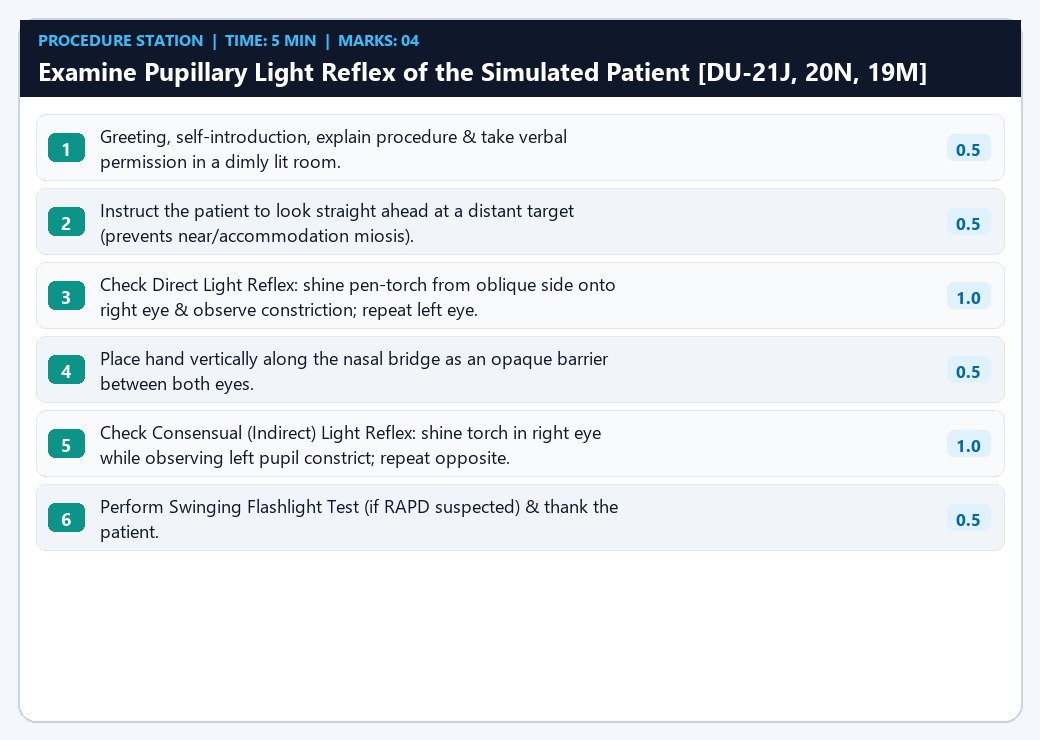 PROCEDURE STATION | TIME: 5 MIN | MARKS: 04
Examine Pupillary Light Reflex of the Simulated Patient [DU-21J, 20N, 19M]
1
Greeting, self-introduction, explain procedure & take verbal
permission in a dimly lit room.
0.5
2
Instruct the patient to look straight ahead at a distant target
(prevents near/accommodation miosis).
0.5
3
Check Direct Light Reflex: shine pen-torch from oblique side onto
right eye & observe constriction; repeat left eye.
1.0
4
Place hand vertically along the nasal bridge as an opaque barrier
between both eyes.
0.5
5
Check Consensual (Indirect) Light Reflex: shine torch in right eye
while observing left pupil constrict; repeat opposite.
1.0
6
Perform Swinging Flashlight Test (if RAPD suspected) & thank the
patient.
0.5